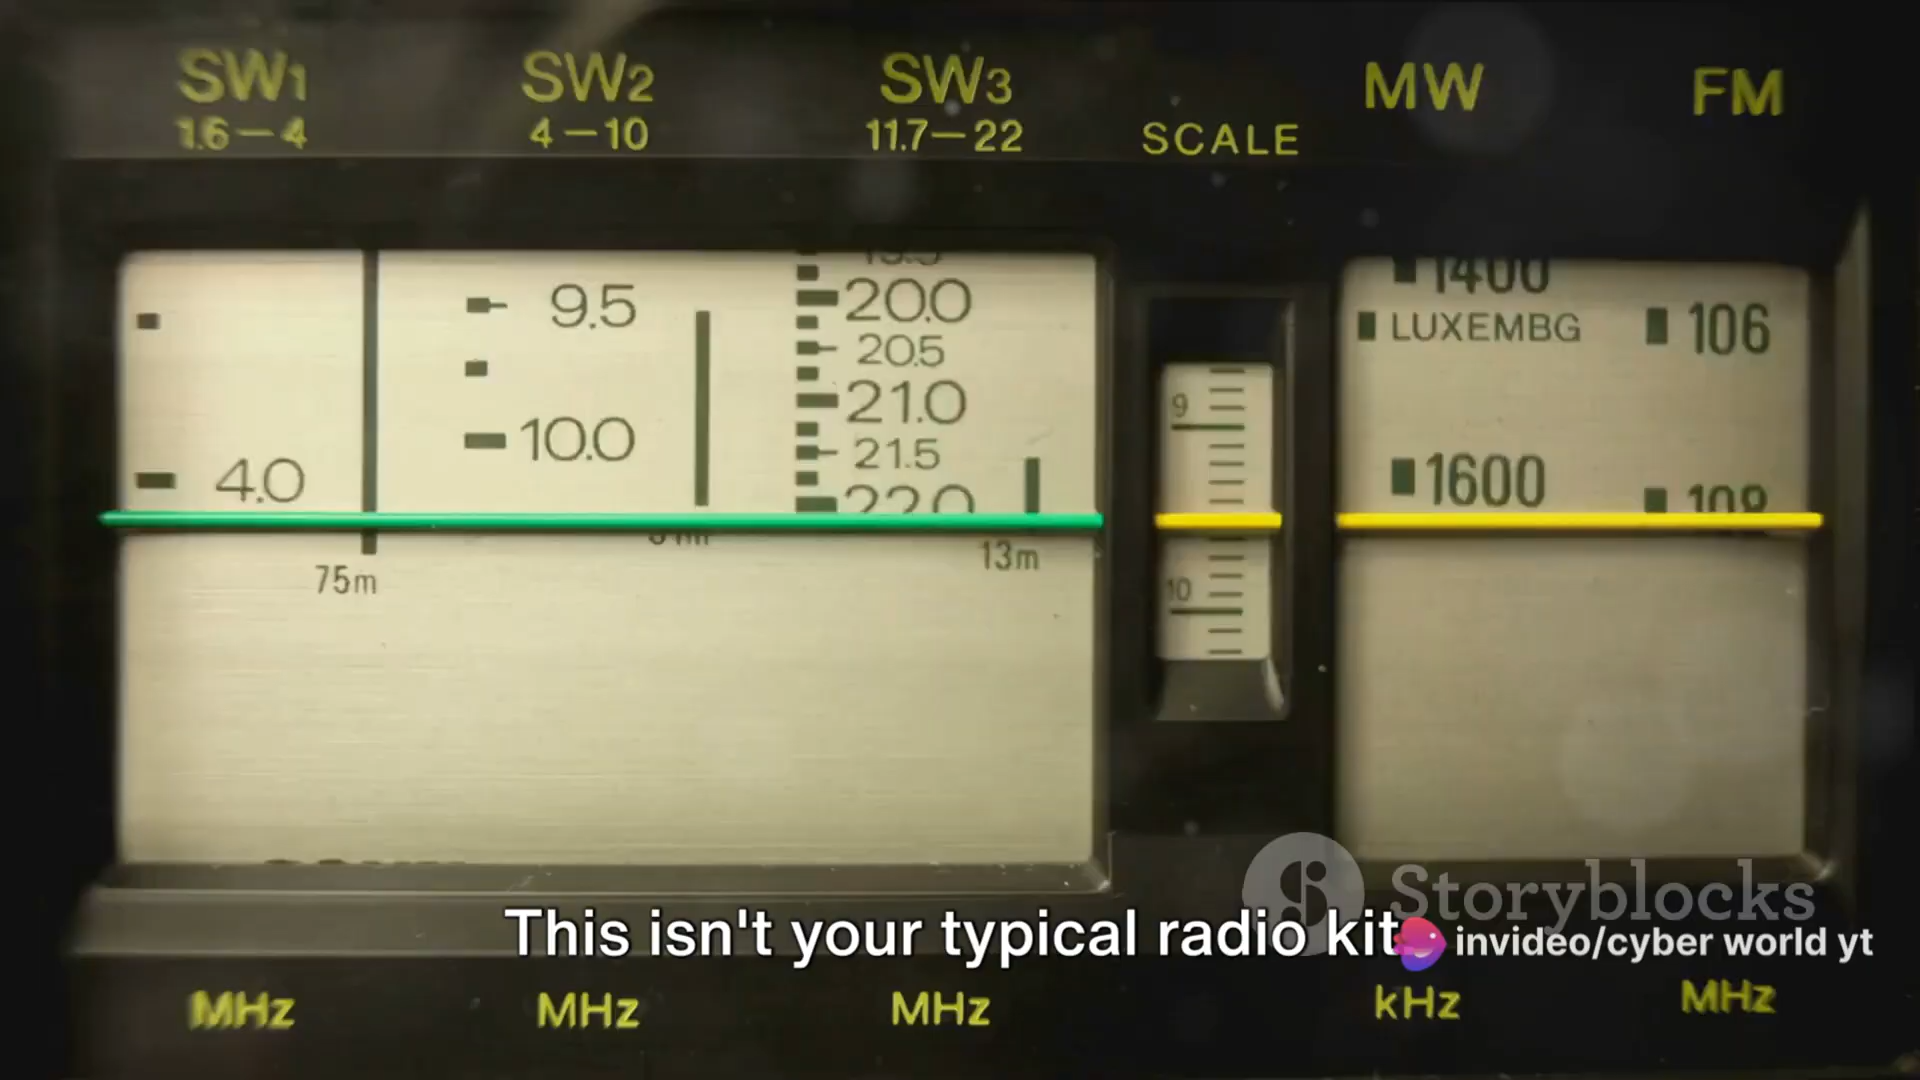 SW1 SW2 SW3 MW FM
1.6–4 4–10 11.7–22 SCALE
9.5 20.0 1400
20.5 LUXEMBG 106
21.0 9
10.0 21.5
4.0 22.0 1600 108
75m 13m 10
Storyblocks
This isn't your typical radio kit
invideo/cyber world yt
MHz MHz MHz kHz MHz